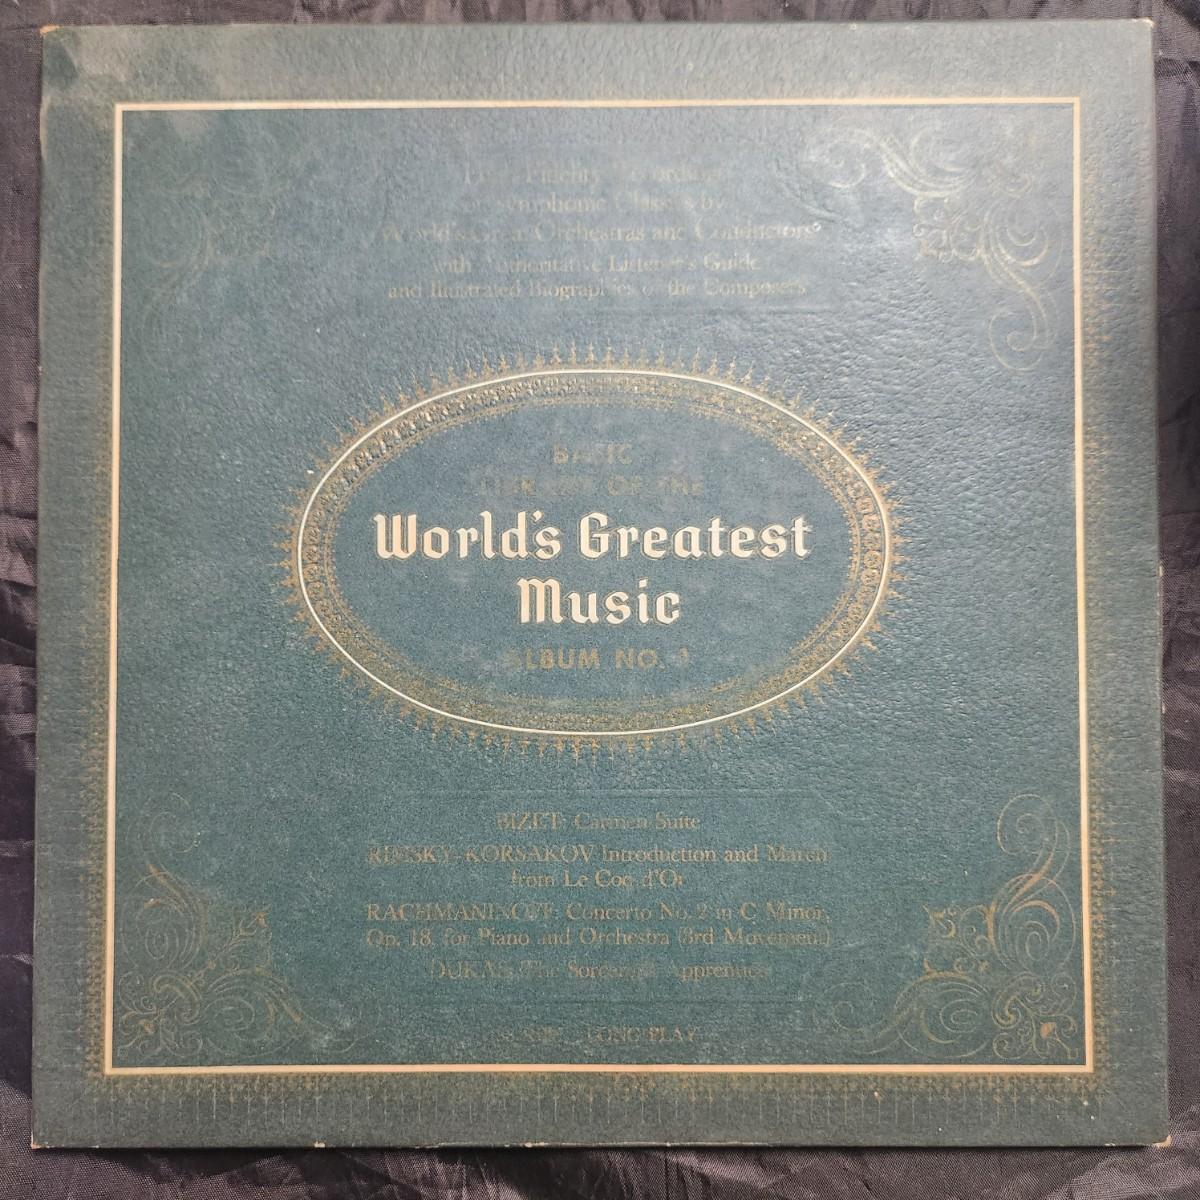 High Fidelity Recordings
of Symphonic Classics by
World's Great Orchestras and Conductors
with Authoritative Listener's Guide
and Illustrated Biographies of the Composers
BASIC
LIBRARY OF THE
World's Greatest
Music
ALBUM NO.
BIZET: Carmen Suite
RIMSKY-KORSAKOV Introduction and March
from Le Coq d'Or
RACHMANINOFF: Concerto No. 2 in C Minor,
Op. 18, for Piano and Orchestra (3rd Movement)
DUKAS: The Sorcerer's Apprentice
LONG PLAY